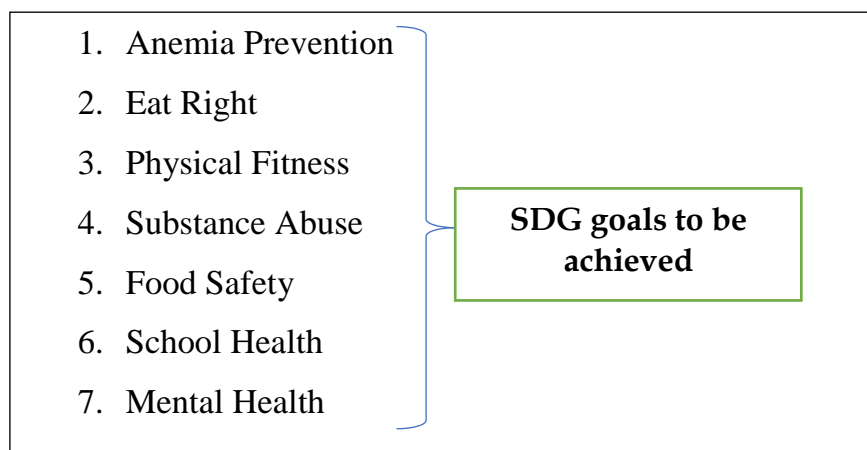 1. Anemia Prevention
2. Eat Right
3. Physical Fitness
4. Substance Abuse
5. Food Safety
6. School Health
7. Mental Health
SDG goals to be
achieved